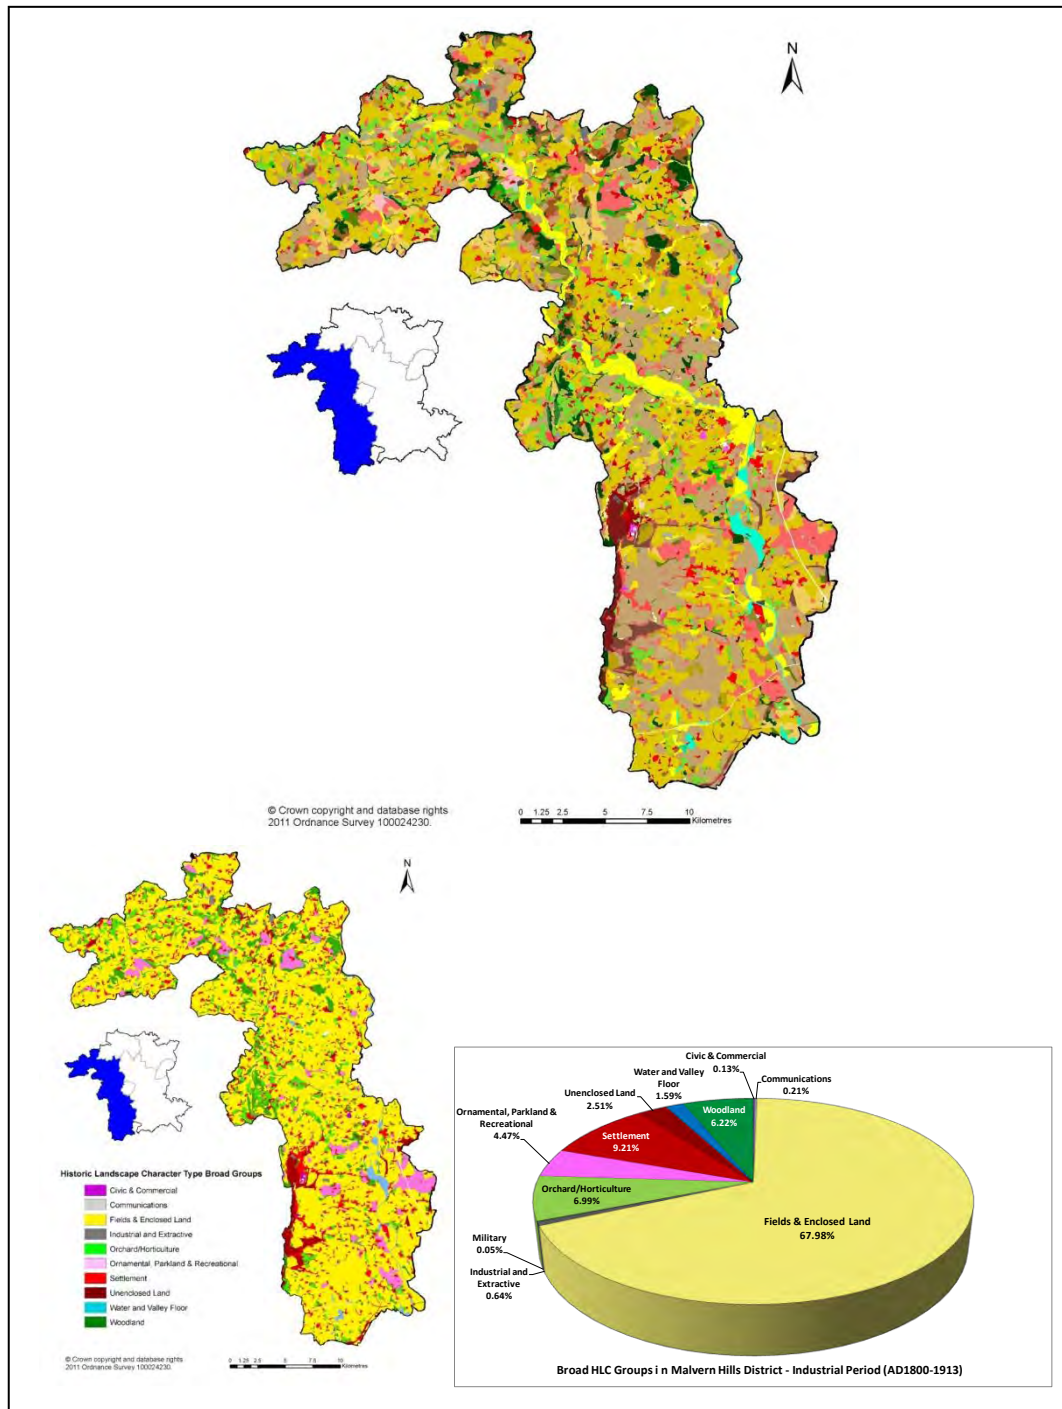 N
© Crown copyright and database rights
2011 Ordnance Survey 100024230.
0 1.25 2.5 5 7.5 10
Kilometres
N
Historic Landscape Character Type Broad Groups
Civic & Commercial
Communications
Fields & Enclosed Land
Industrial and Extractive
Orchard/Horticulture
Ornamental, Parkland & Recreational
Settlement
Unenclosed Land
Water and Valley Floor
Woodland
© Crown copyright and database rights
2011 Ordnance Survey 100024230.
0 1.25 2.5 5 7.5 10
Kilometres
Civic & Commercial
0.13%
Communications
0.21%
Water and Valley
Floor
1.59%
Unenclosed Land
2.51%
Woodland
6.22%
Ornamental, Parkland &
Recreational
4.47%
Settlement
9.21%
Orchard/Horticulture
6.99%
Fields & Enclosed Land
67.98%
Military
0.05%
Industrial and
Extractive
0.64%
Broad HLC Groups i n Malvern Hills District - Industrial Period (AD1800-1913)